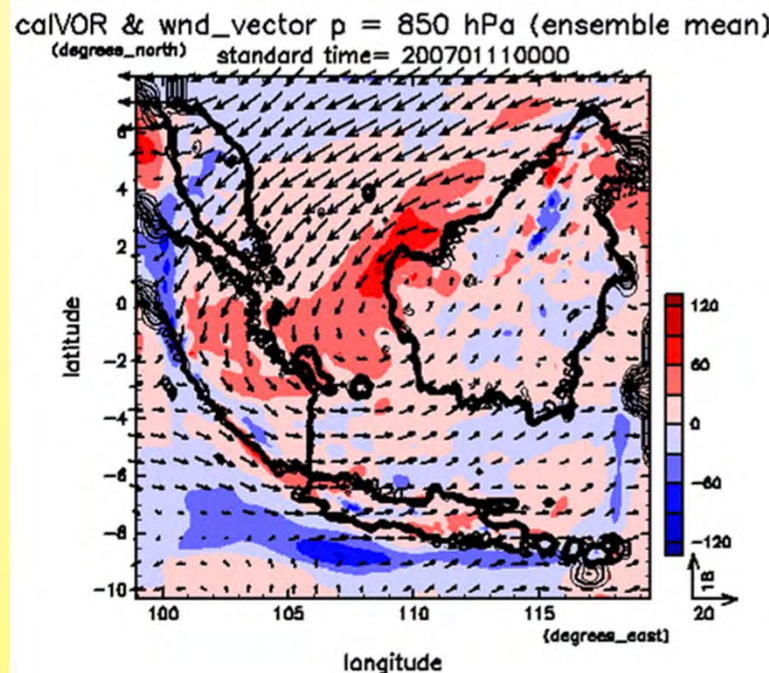 calVOR & wnd_vector p = 850 hPa (ensemble mean)
(degrees_north)
standard time= 200701110000
6
4
2
0
-2
-4
-6
-8
-10
latitude
100 105 110 115
(degrees_east)
longitude
120
60
0
-60
-120
18
20